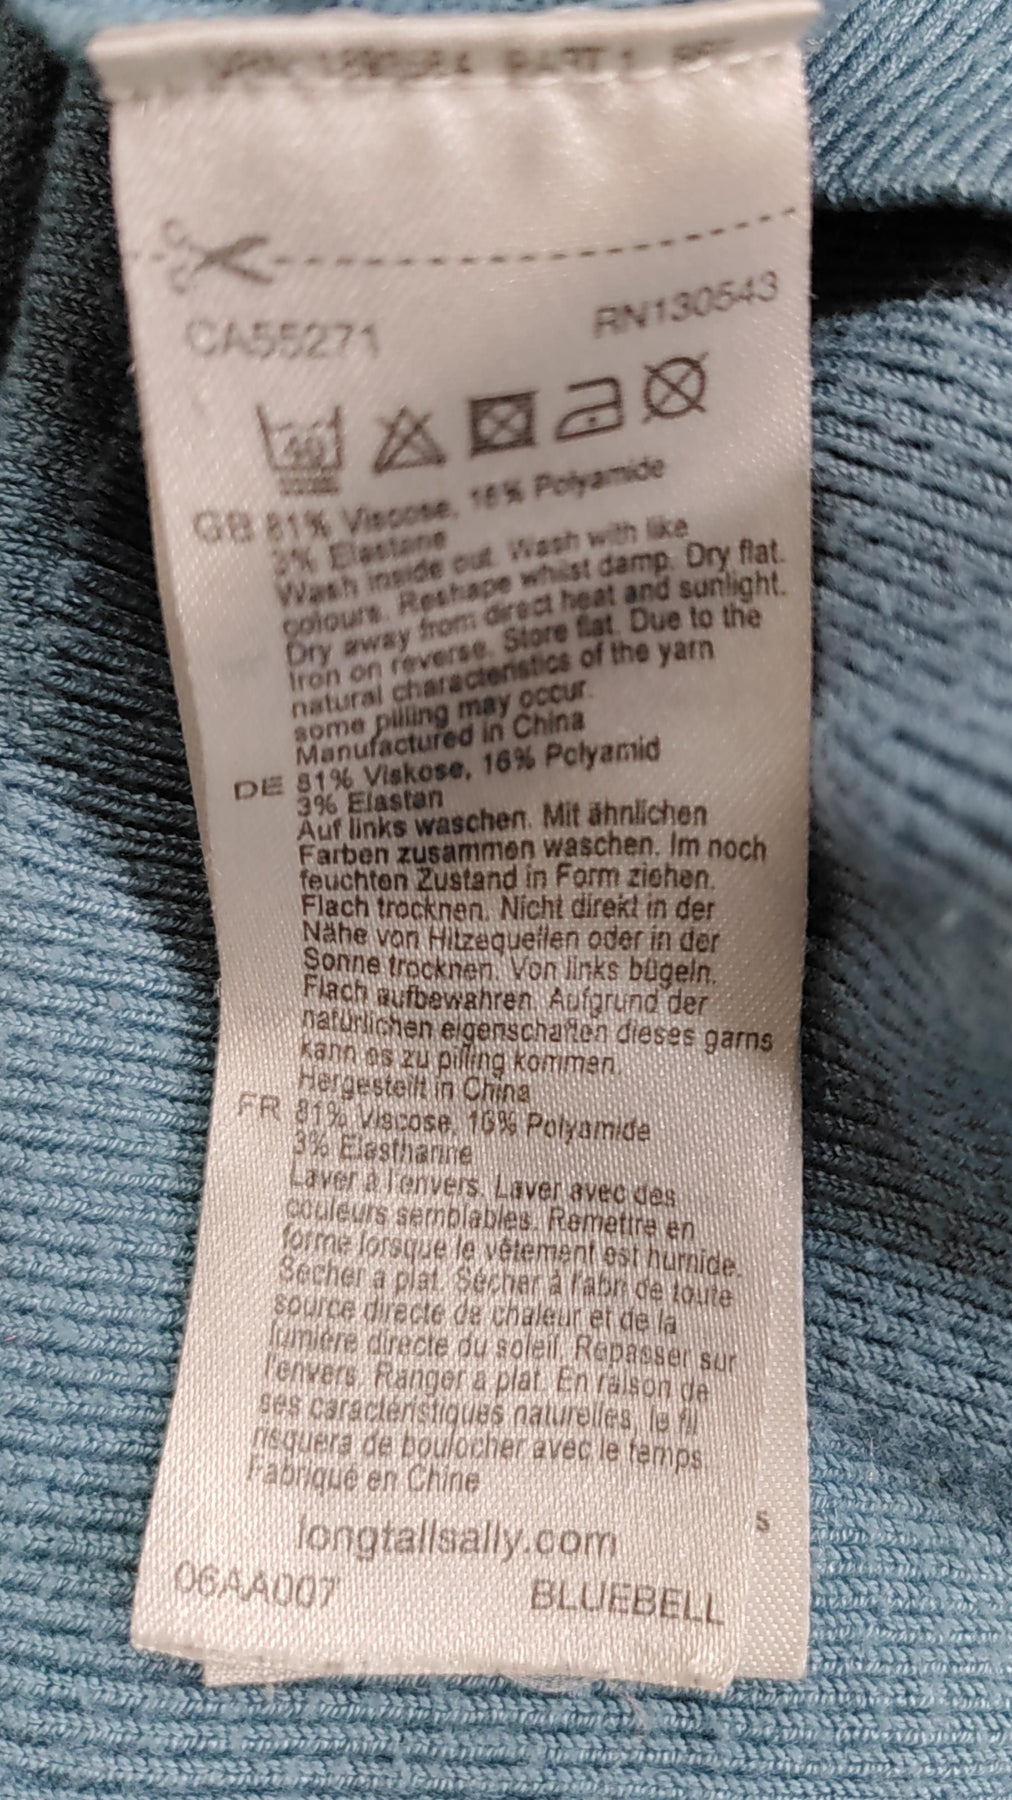 PART 1
CA55271 RN130543
40
GB 81% Viscose, 16% Polyamide
3% Elastane
Wash inside out. Wash with like
colours. Reshape whilst damp. Dry flat.
Dry away from direct heat and sunlight.
Iron on reverse. Store flat. Due to the
natural characteristics of the yarn
some pilling may occur.
Manufactured in China
DE 81% Viskose, 16% Polyamid
3% Elastan
Auf links waschen. Mit ähnlichen
Farben zusammen waschen. Im noch
feuchten Zustand in Form ziehen.
Flach trocknen. Nicht direkt in der
Nähe von Hitzequellen oder in der
Sonne trocknen. Von links bügeln.
Flach aufbewahren. Aufgrund der
natürlichen eigenschaften dieses garns
kann es zu pilling kommen.
Hergestellt in China
FR 81% Viscose, 16% Polyamide
3% Elasthanne
Laver à l'envers. Laver avec des
couleurs semblables. Remettre en
forme lorsque le vêtement est humide.
Sécher à plat. Sécher à l'abri de toute
source directe de chaleur et de la
lumière directe du soleil. Repasser sur
l'envers. Ranger à plat. En raison de
ses caractéristiques naturelles, le fil
risquera de boulocher avec le temps.
Fabriqué en Chine
longtallsally.com
s
06AA007 BLUEBELL